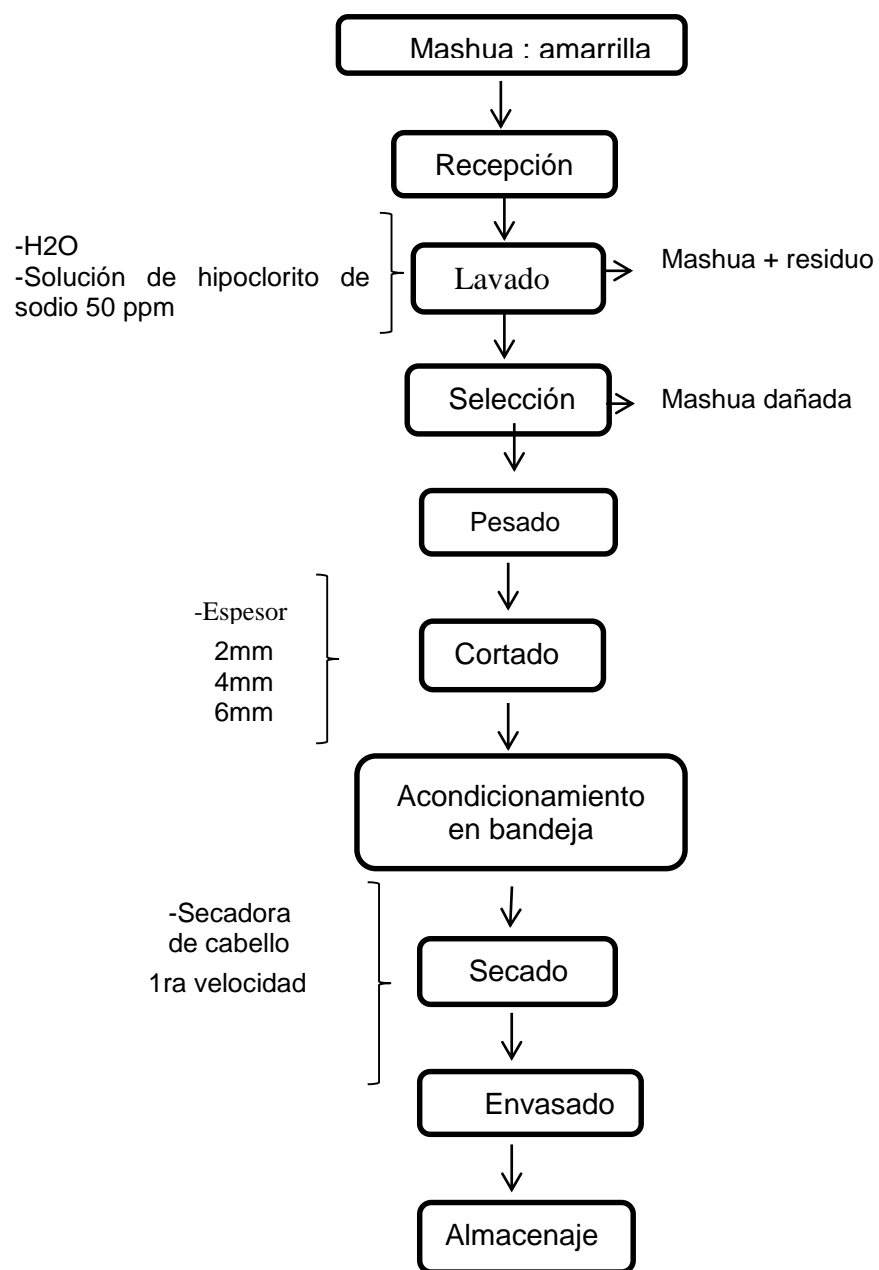 Mashua : amarrilla
Recepción
-H2O
-Solución de hipoclorito de
sodio 50 ppm
Lavado
Mashua + residuo
Selección
Mashua dañada
Pesado
-Espesor
2mm
4mm
6mm
Cortado
Acondicionamiento
en bandeja
-Secadora
de cabello
1ra velocidad
Secado
Envasado
Almacenaje